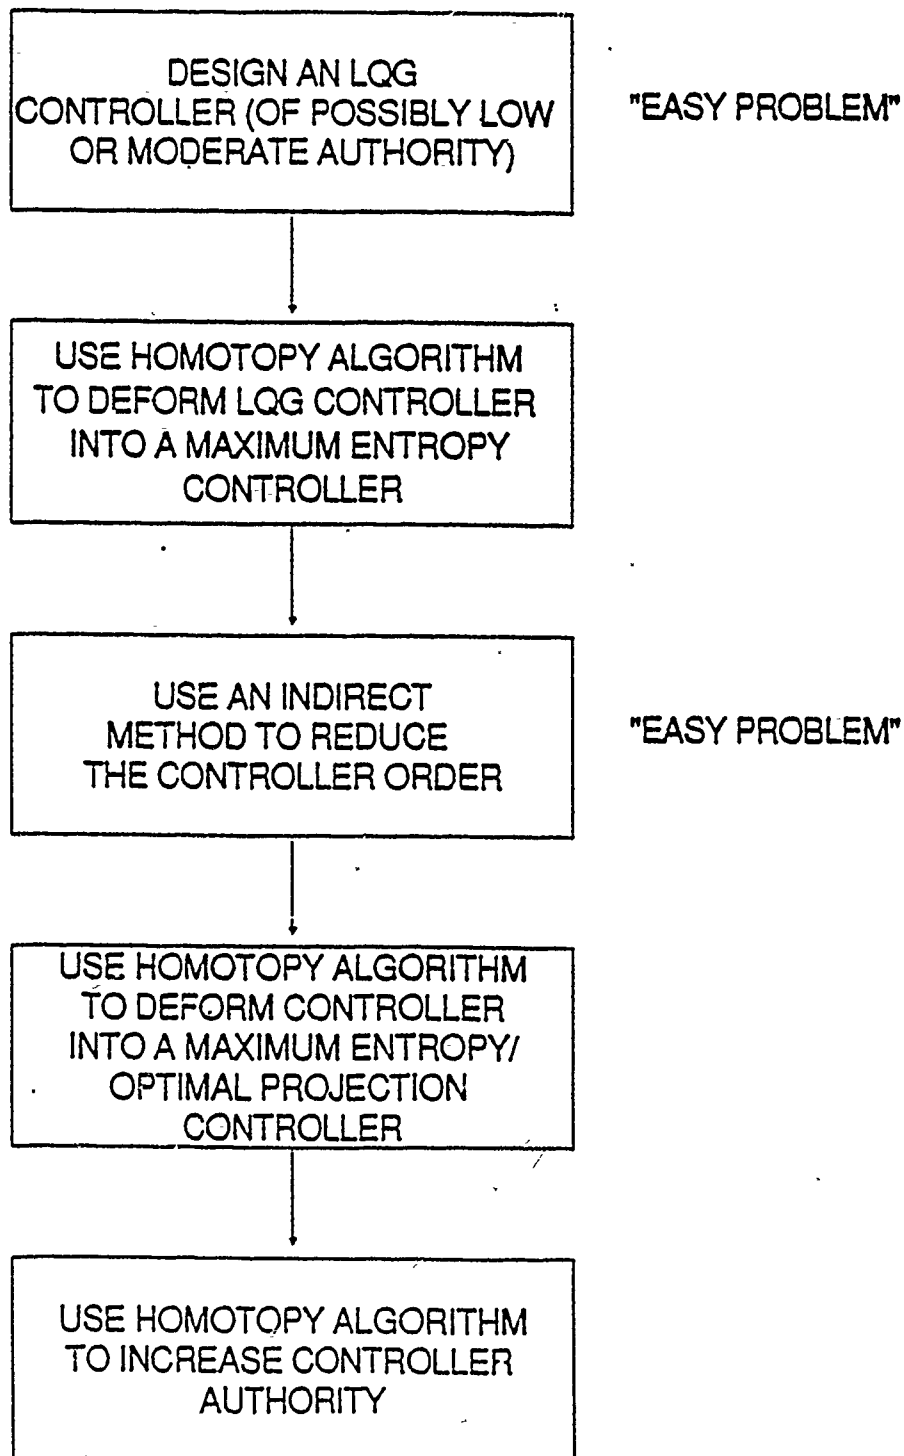 DESIGN AN LQG
CONTROLLER (OF POSSIBLY LOW
OR MODERATE AUTHORITY)
"EASY PROBLEM"
USE HOMOTOPY ALGORITHM
TO DEFORM LQG CONTROLLER
INTO A MAXIMUM ENTROPY
CONTROLLER
USE AN INDIRECT
METHOD TO REDUCE
THE CONTROLLER ORDER
"EASY PROBLEM"
USE HOMOTOPY ALGORITHM
TO DEFORM CONTROLLER
INTO A MAXIMUM ENTROPY/
OPTIMAL PROJECTION
CONTROLLER
USE HOMOTOPY ALGORITHM
TO INCREASE CONTROLLER
AUTHORITY